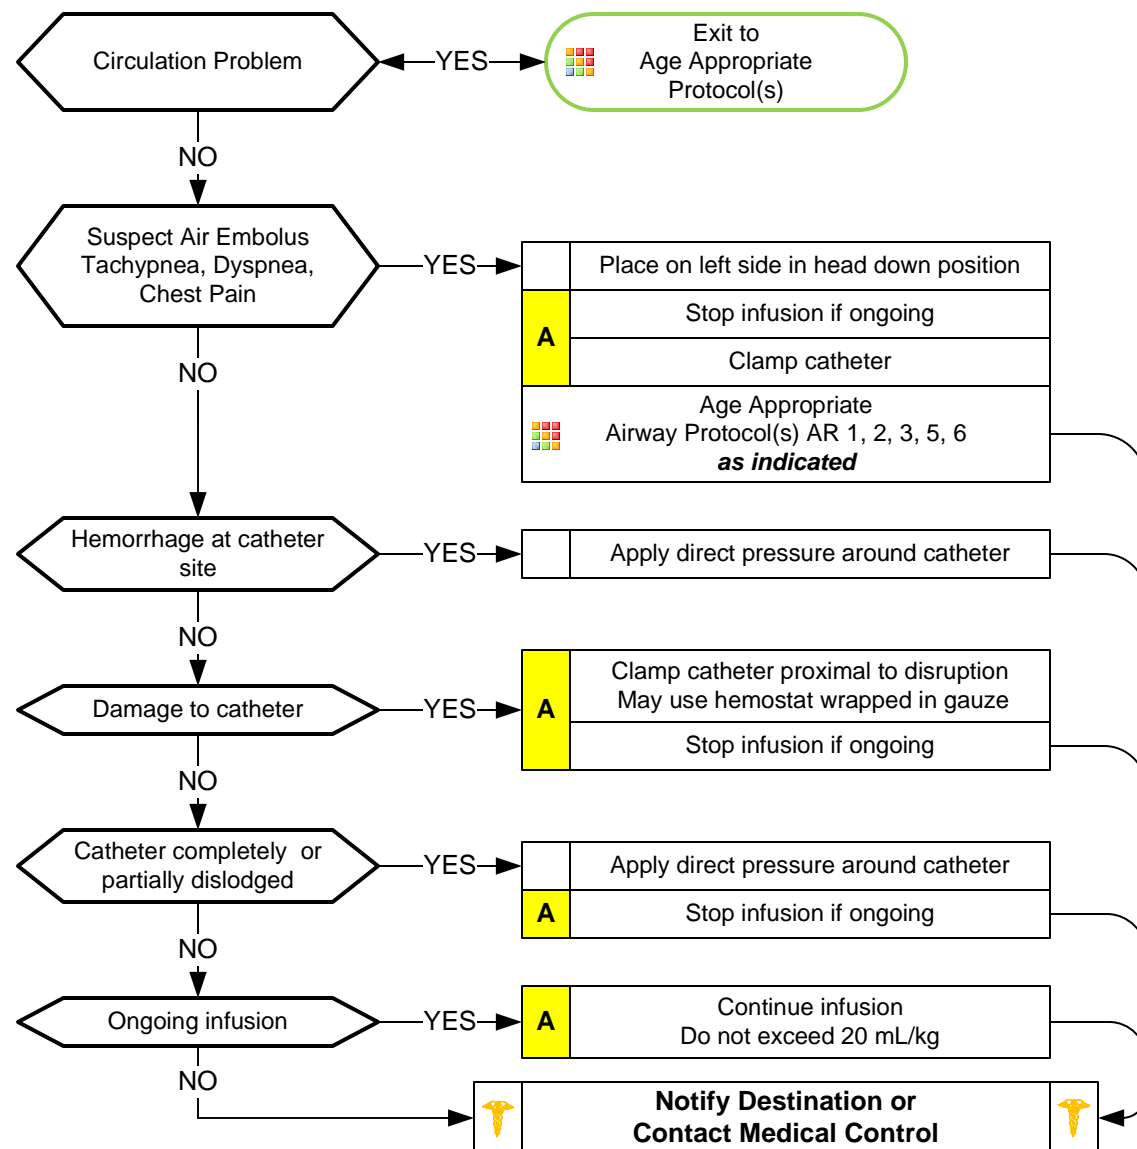 Circulation Problem
YES
Exit to
Age Appropriate
Protocol(s)
NO
Suspect Air Embolus
Tachypnea, Dyspnea,
Chest Pain
YES
Place on left side in head down position
A
Stop infusion if ongoing
Clamp catheter
Age Appropriate
Airway Protocol(s) AR 1, 2, 3, 5, 6
as indicated
NO
Hemorrhage at catheter
site
YES
Apply direct pressure around catheter
NO
Damage to catheter
YES
A
Clamp catheter proximal to disruption
May use hemostat wrapped in gauze
Stop infusion if ongoing
NO
Catheter completely or
partially dislodged
YES
Apply direct pressure around catheter
A
Stop infusion if ongoing
NO
Ongoing infusion
YES
A
Continue infusion
Do not exceed 20 mL/kg
NO
Notify Destination or
Contact Medical Control